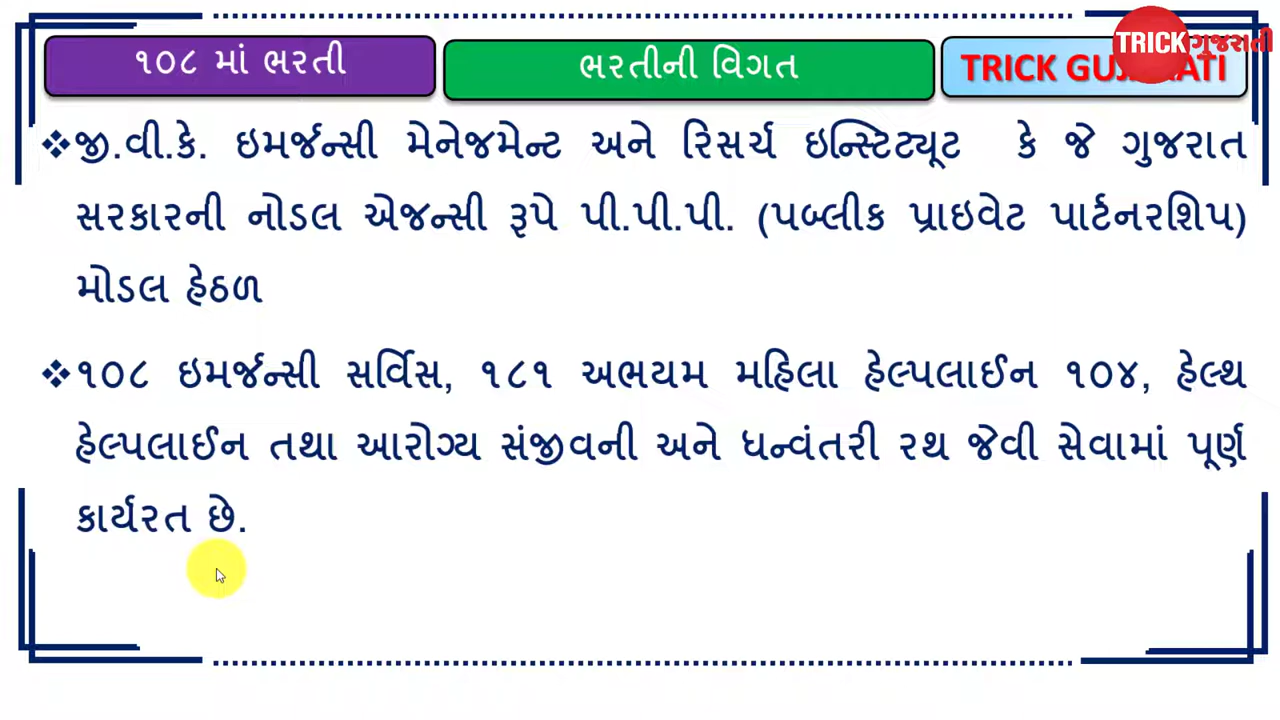 ૧૦૮ માં ભરતી
ભરતીની વિગત
TRICK GUJARATI
TRICK ગુજરાતી
❖જી.વી.કે. ઇમર્જન્સી મેનેજમેન્ટ અને રિસર્ચ ઇન્સ્ટિટ્યૂટ કે જે ગુજરાત
સરકારની નોડલ એજન્સી રૂપે પી.પી.પી. (પબ્લીક પ્રાઇવેટ પાર્ટનરશિપ)
મોડલ હેઠળ
❖૧૦૮ ઇમર્જન્સી સર્વિસ, ૧૮૧ અભયમ મહિલા હેલ્પલાઈન ૧૦૪, હેલ્થ
હેલ્પલાઈન તથા આરોગ્ય સંજીવની અને ધન્વંતરી રથ જેવી સેવામાં પૂર્ણ
કાર્યરત છે.